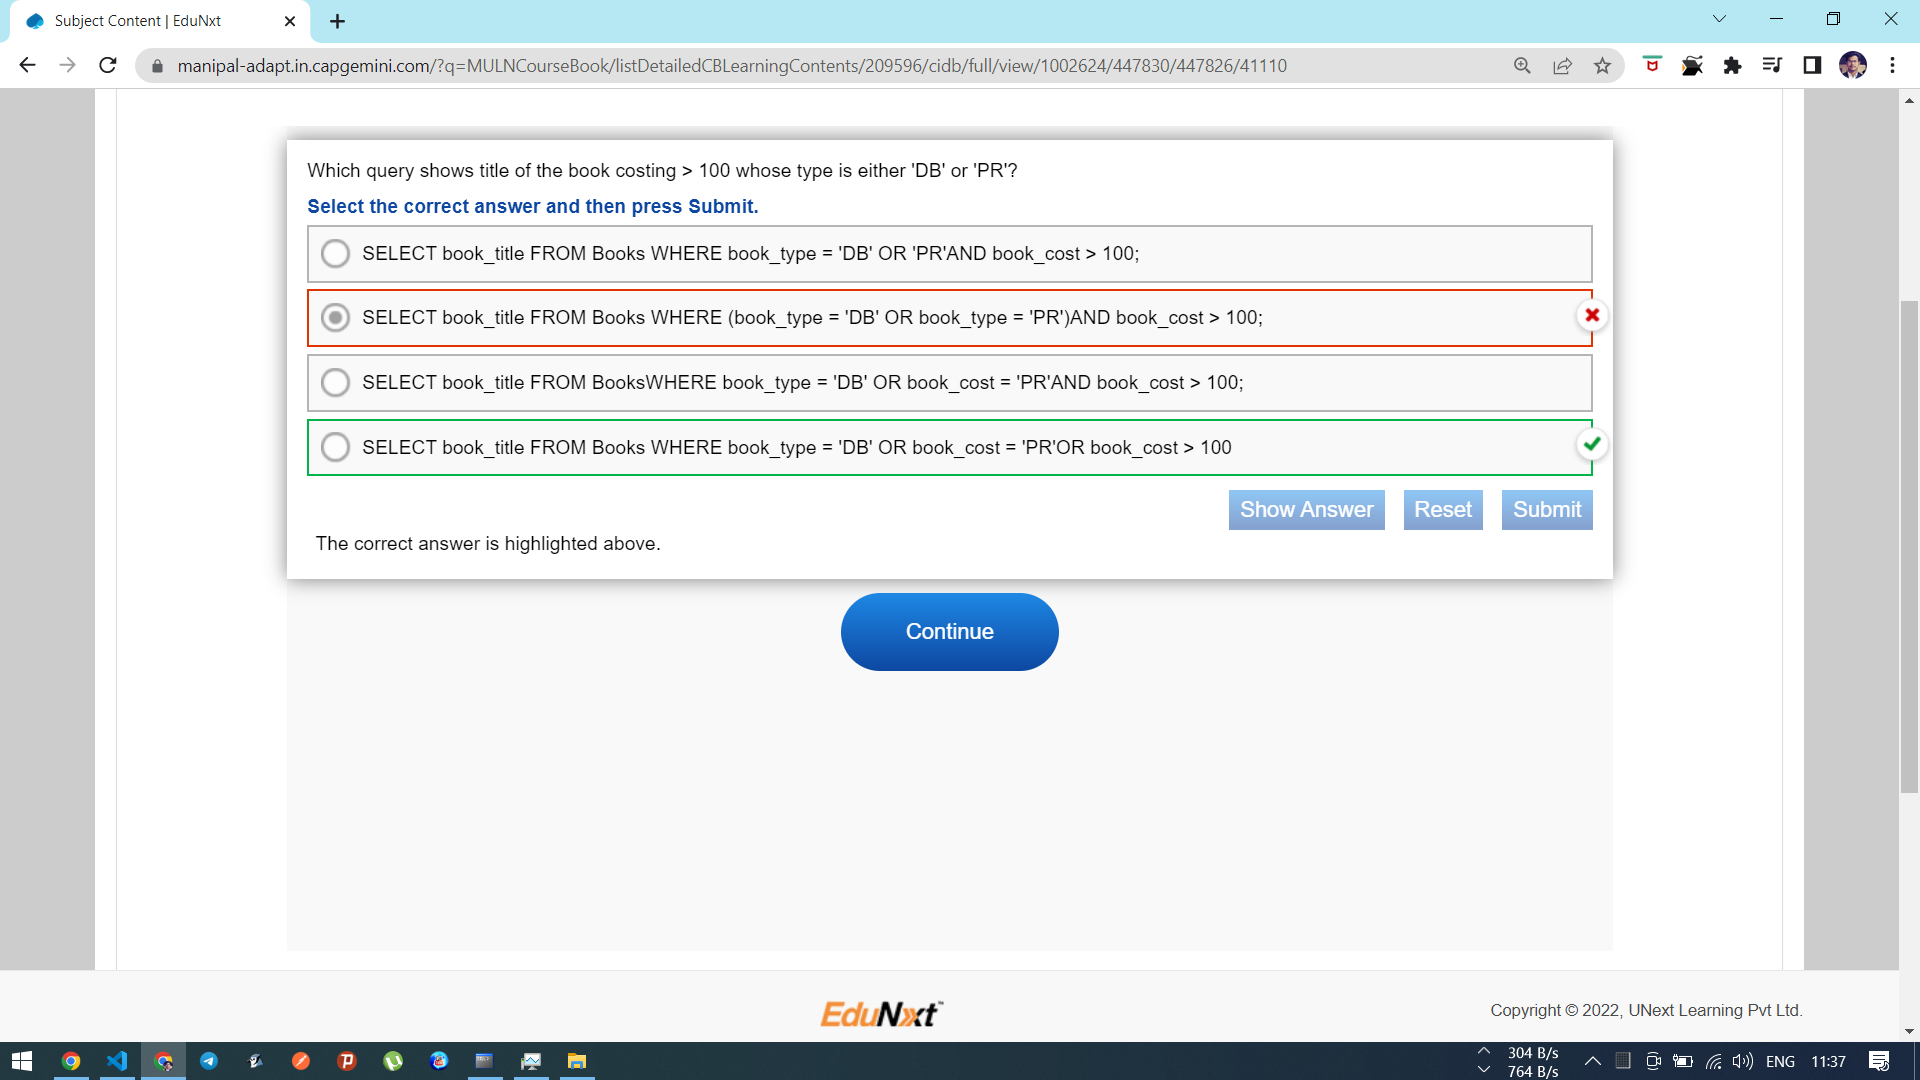 Subject Content | EduNxt
manipal-adapt.in.capgemini.com/?q=MULNCourseBook/listDetailedCBLearningContents/209596/cidb/full/view/1002624/447830/447826/41110
Which query shows title of the book costing > 100 whose type is either 'DB' or 'PR'?
Select the correct answer and then press Submit.
SELECT book_title FROM Books WHERE book_type = 'DB' OR 'PR'AND book_cost > 100;
SELECT book_title FROM Books WHERE (book_type = 'DB' OR book_type = 'PR')AND book_cost > 100;
SELECT book_title FROM BooksWHERE book_type = 'DB' OR book_cost = 'PR'AND book_cost > 100;
SELECT book_title FROM Books WHERE book_type = 'DB' OR book_cost = 'PR'OR book_cost > 100
Show Answer Reset Submit
The correct answer is highlighted above.
Continue
EduNxt
Copyright © 2022, UNext Learning Pvt Ltd.
304 B/s
764 B/s
ENG 11:37